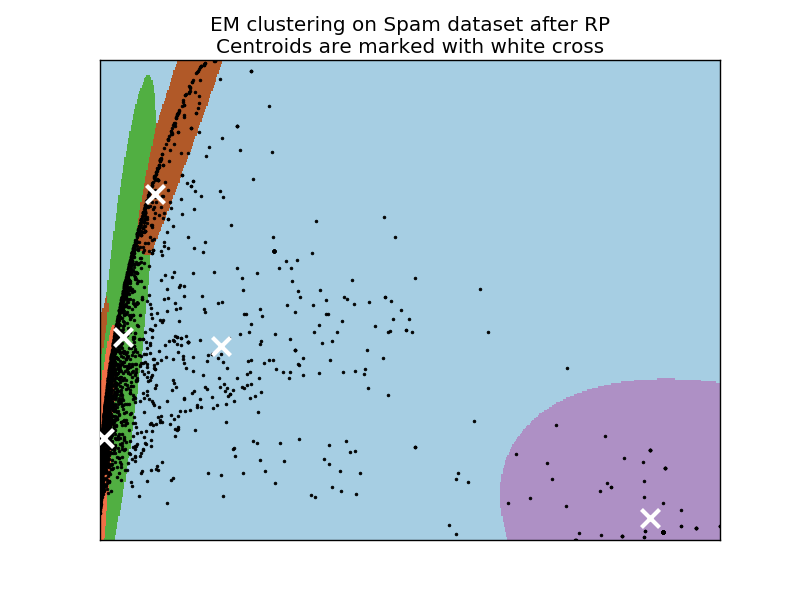 EM clustering on Spam dataset after RP
Centroids are marked with white cross